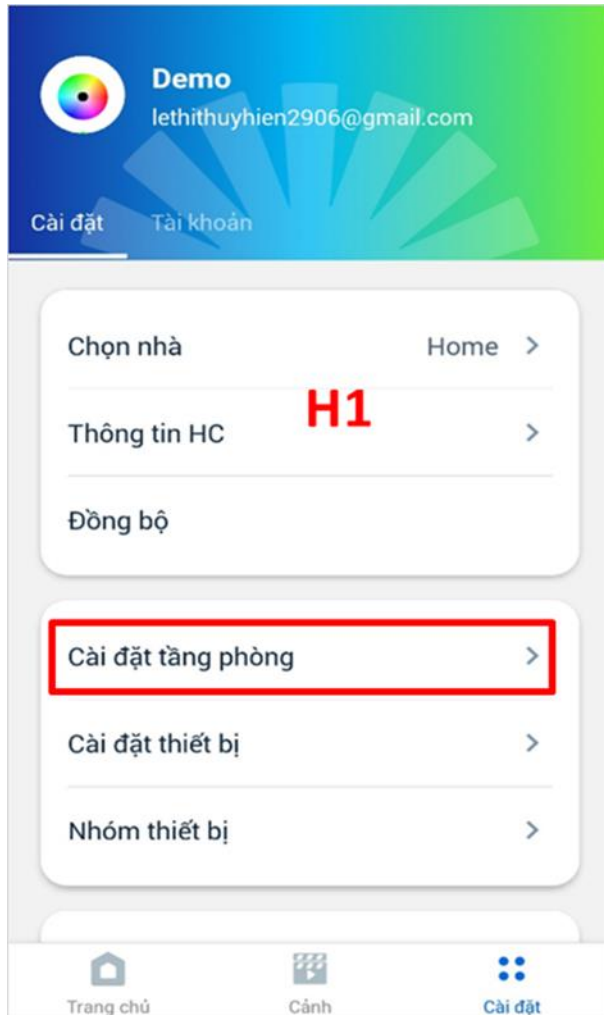 Demo
lethithuyhien2906@gmail.com
Cài đặt Tài khoản
Chọn nhà Home >
H1
Thông tin HC >
Đồng bộ
Cài đặt tầng phòng >
Cài đặt thiết bị >
Nhóm thiết bị >
Trang chủ Cảnh Cài đặt